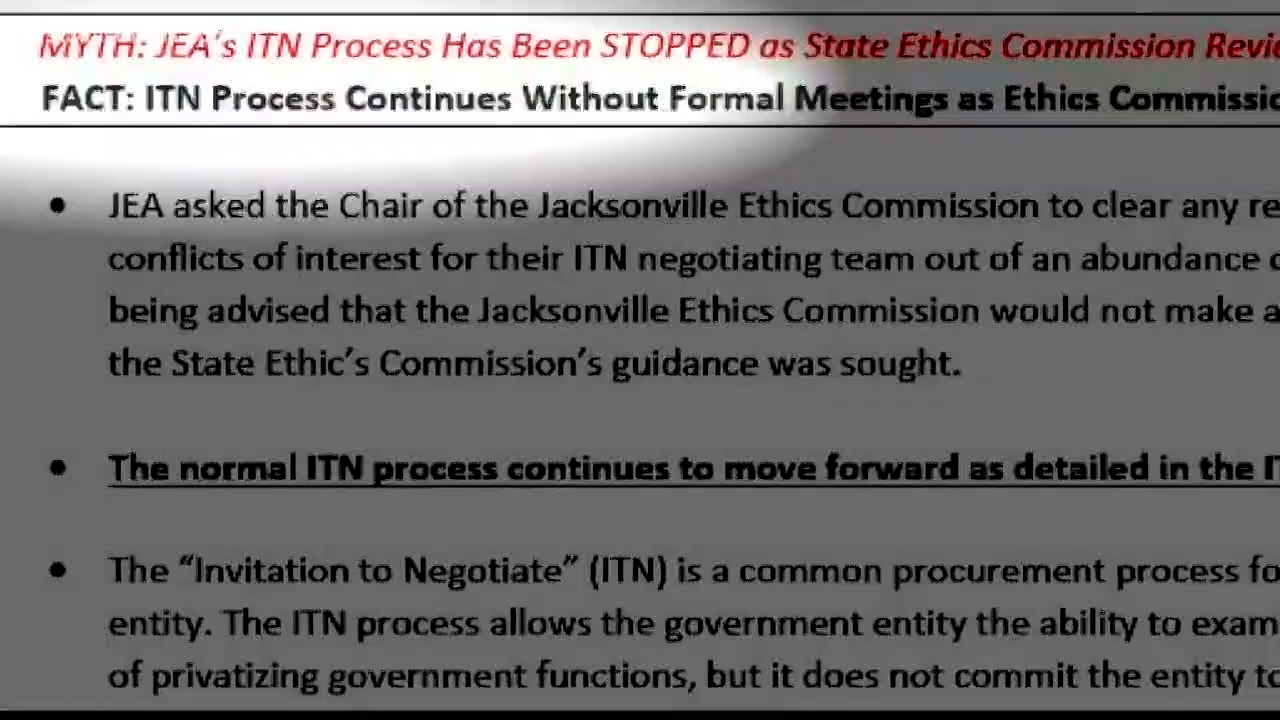 MYTH: JEA's ITN Process Has Been STOPPED as State Ethics Commission
FACT: ITN Process Continues Without Formal Meetings as Ethics
• JEA asked the Chair of the Jacksonville Ethics Commission to clear any
conflicts of interest for their ITN negotiating team out of an abundance
being advised that the Jacksonville Ethics Commission would not make
the State Ethic's Commission's guidance was sought.
• The normal ITN process continues to move forward as detailed in the
• The “Invitation to Negotiate” (ITN) is a common procurement process
entity. The ITN process allows the government entity the ability to
of privatizing government functions, but it does not commit the entity to